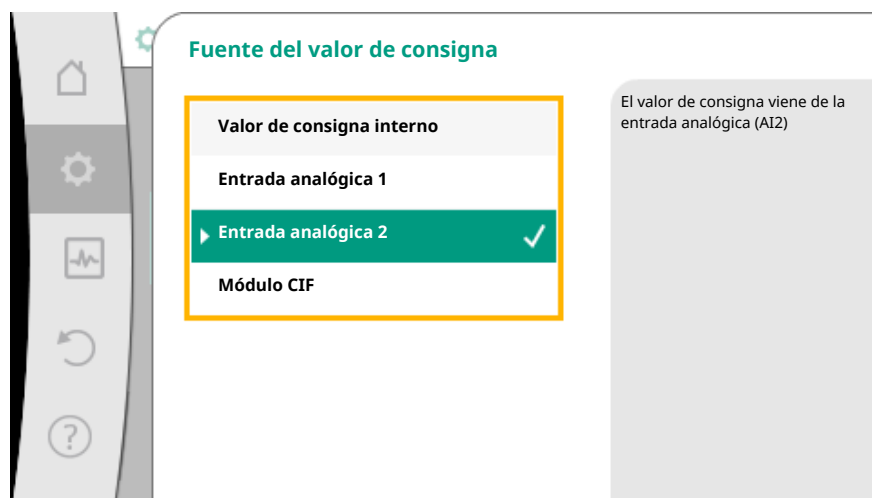 Fuente del valor de consigna
Valor de consigna interno
Entrada analógica 1
Entrada analógica 2
Módulo CIF
El valor de consigna viene de la
entrada analógica (AI2)
?